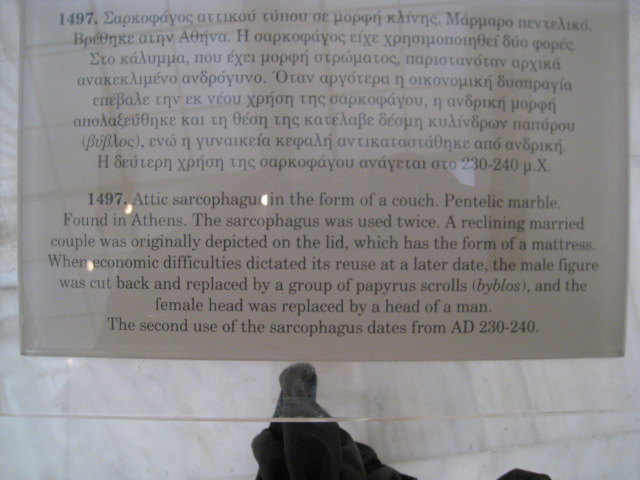 1497. Σαρκοφάγος αττικού τύπου σε μορφή κλίνης. Μάρμαρο πεντελικό.
Βρέθηκε στην Αθήνα. Η σαρκοφάγος είχε χρησιμοποιηθεί δύο φορές.
Στο κάλυμμα, που έχει μορφή στρώματος, παριστανόταν αρχικά
ανακεκλιμένο ανδρόγυνο. Όταν αργότερα η οικονομική δυσπραγία
επέβαλε την εκ νέου χρήση της σαρκοφάγου, η ανδρική μορφή
απολαξεύθηκε και τη θέση της κατέλαβε δέσμη κυλίνδρων παπύρου
(βύβλος), ενώ η γυναικεία κεφαλή αντικαταστάθηκε από ανδρική.
Η δεύτερη χρήση της σαρκοφάγου ανάγεται στο 230-240 μ.Χ.
1497. Attic sarcophagus in the form of a couch. Pentelic marble.
Found in Athens. The sarcophagus was used twice. A reclining married
couple was originally depicted on the lid, which has the form of a mattress.
When economic difficulties dictated its reuse at a later date, the male figure
was cut back and replaced by a group of papyrus scrolls (byblos), and the
female head was replaced by a head of a man.
The second use of the sarcophagus dates from AD 230-240.